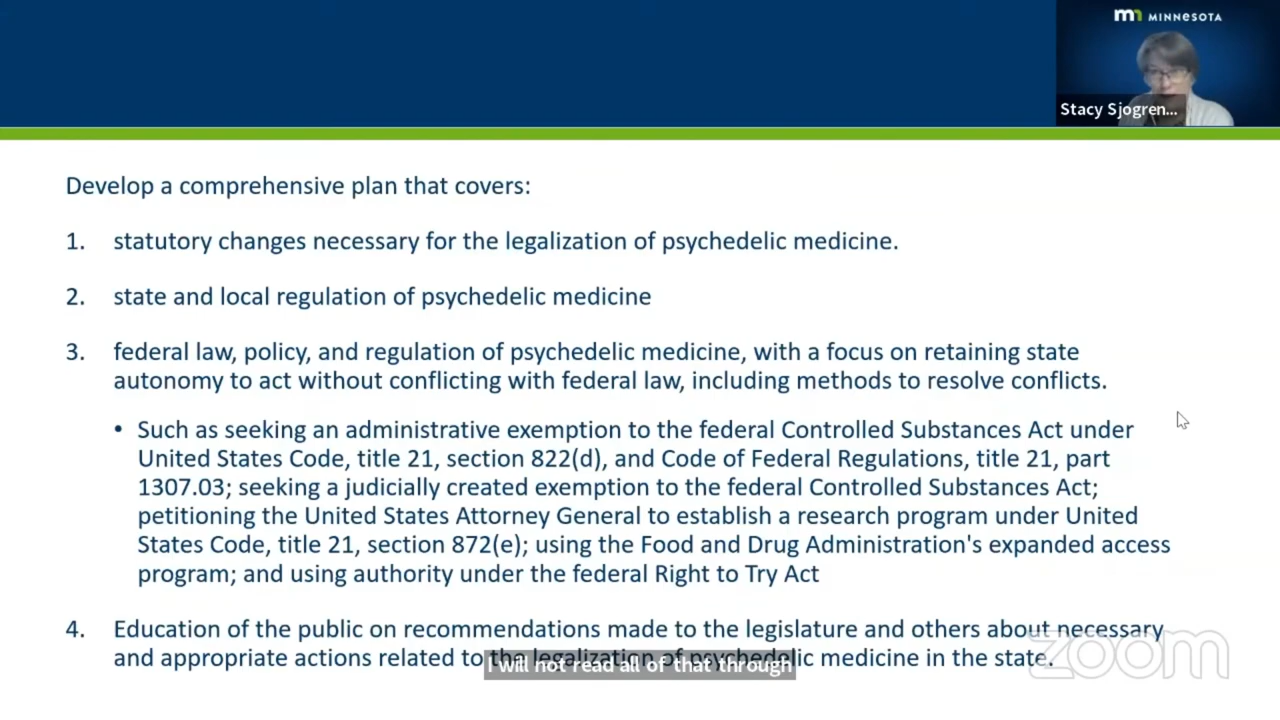 mn MINNESOTA
Stacy Sjogren...
Develop a comprehensive plan that covers:
1. statutory changes necessary for the legalization of psychedelic medicine.
2. state and local regulation of psychedelic medicine
3. federal law, policy, and regulation of psychedelic medicine, with a focus on retaining state
autonomy to act without conflicting with federal law, including methods to resolve conflicts.
• Such as seeking an administrative exemption to the federal Controlled Substances Act under
United States Code, title 21, section 822(d), and Code of Federal Regulations, title 21, part
1307.03; seeking a judicially created exemption to the federal Controlled Substances Act;
petitioning the United States Attorney General to establish a research program under United
States Code, title 21, section 872(e); using the Food and Drug Administration's expanded access
program; and using authority under the federal Right to Try Act
4. Education of the public on recommendations made to the legislature and others about necessary
and appropriate actions related to the legalization of psychedelic medicine in the state.
I will not read all of that through
zoom